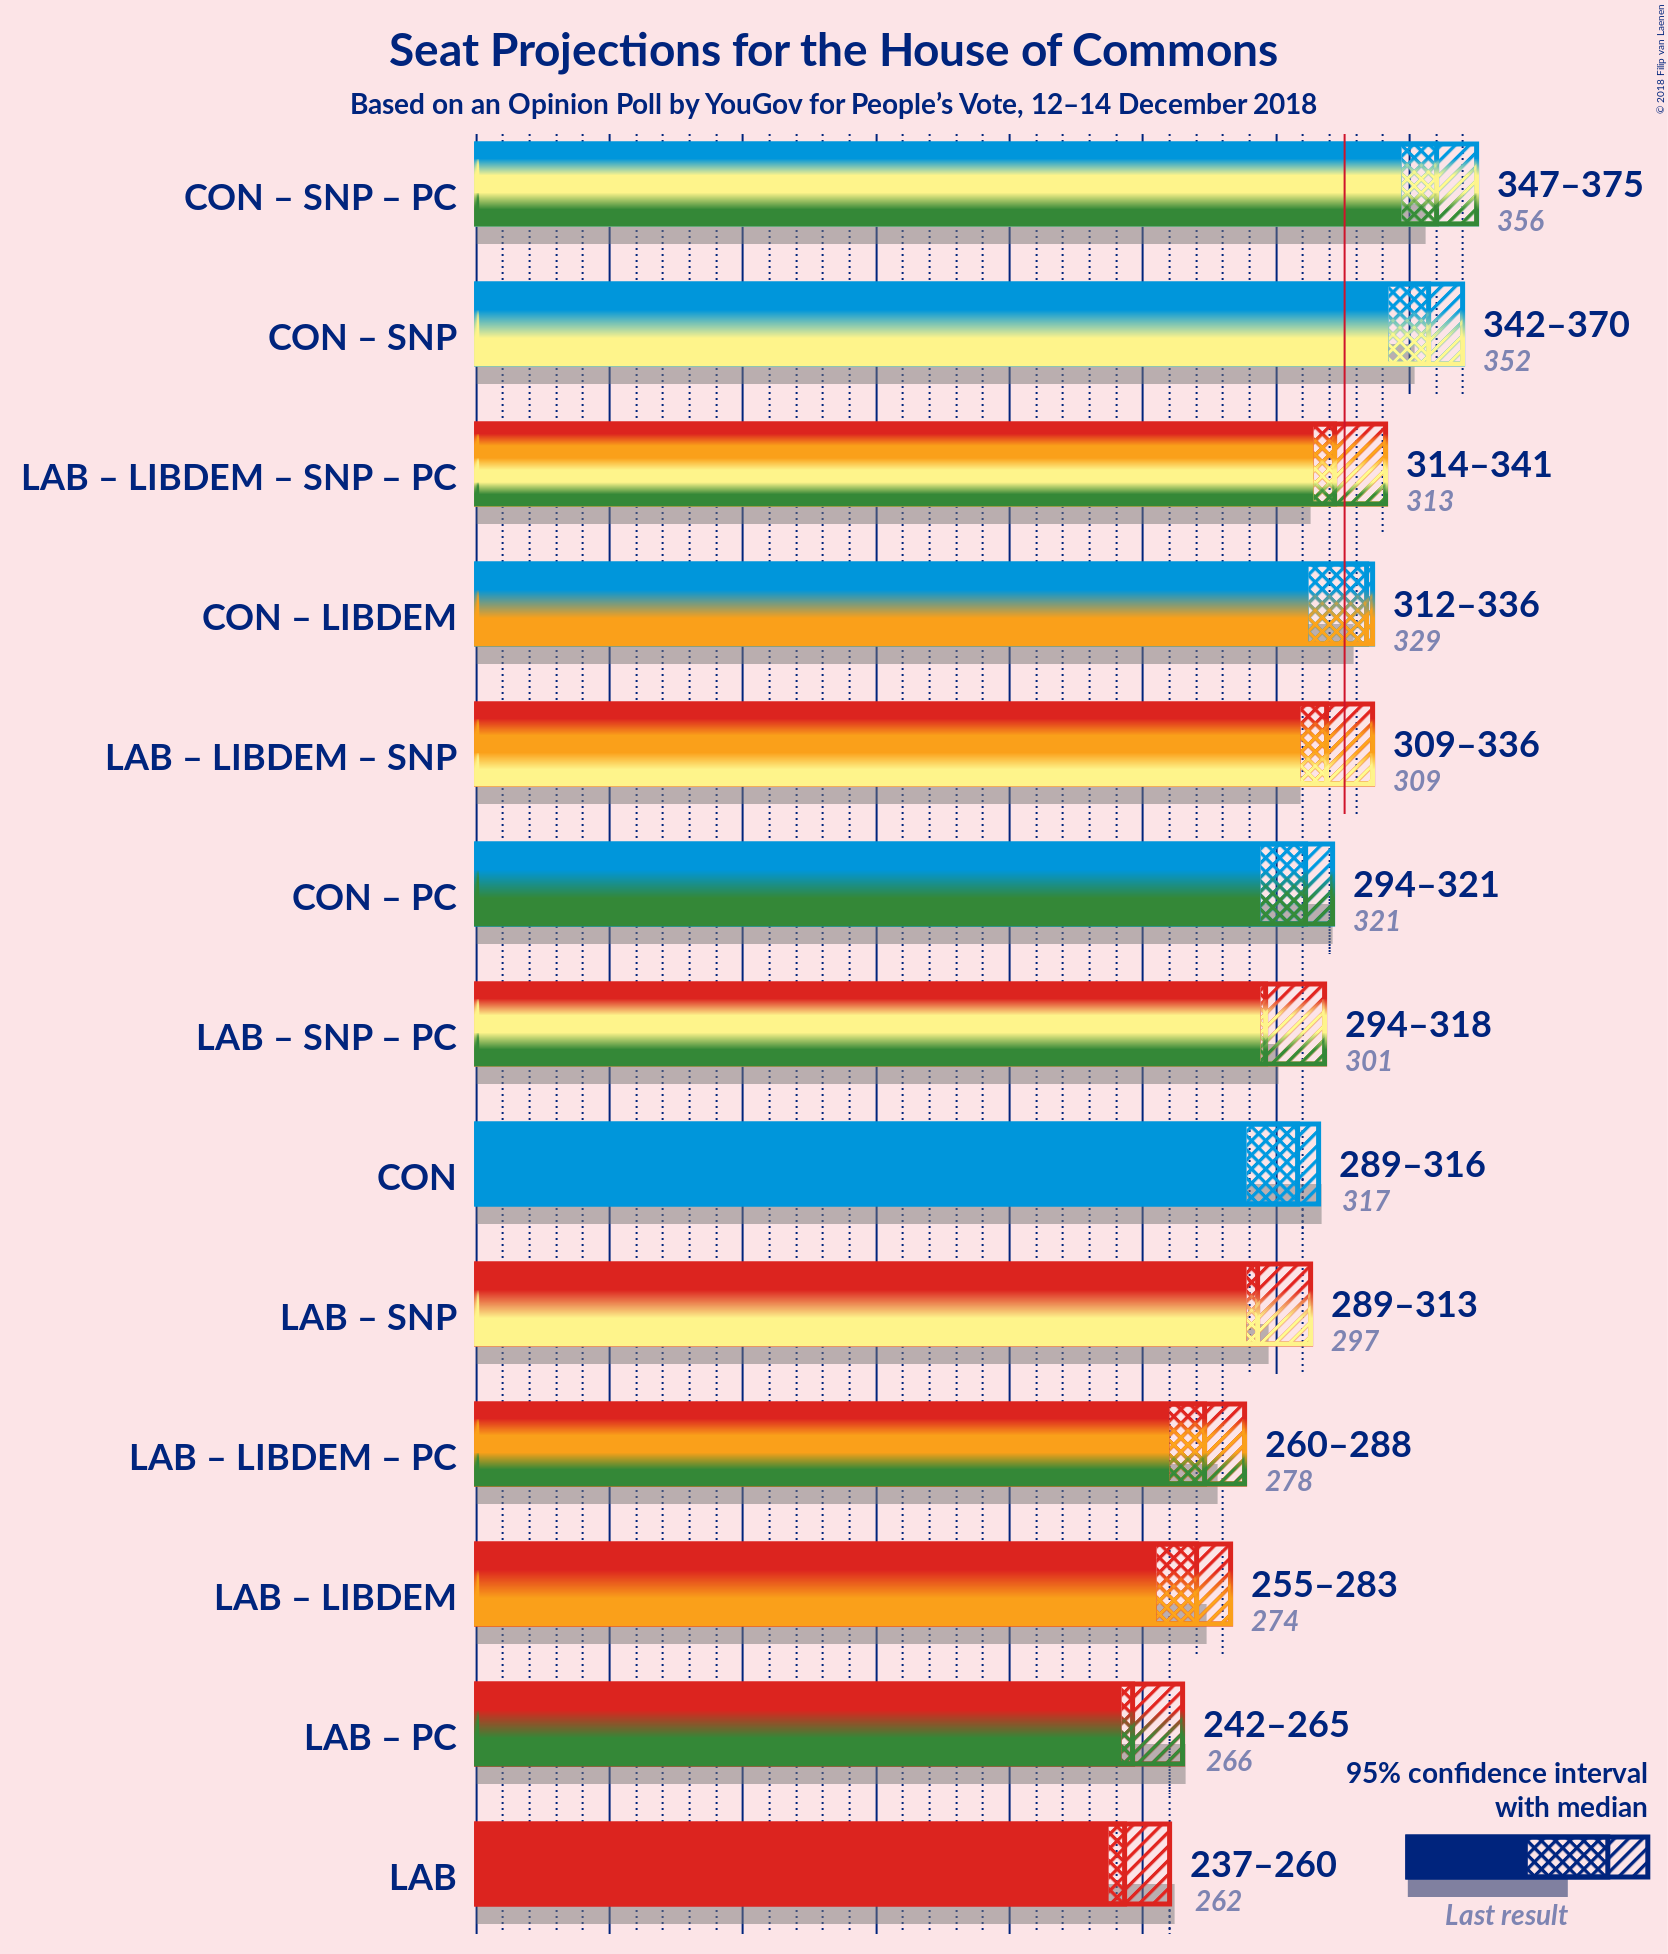 Seat Projections for the House of Commons
Based on an Opinion Poll by YouGov for People’s Vote, 12–14 December 2018
© 2018 Filip van Laenen
CON – SNP – PC
347–375
356
CON – SNP
342–370
352
LAB – LIBDEM – SNP – PC
314–341
313
CON – LIBDEM
312–336
329
LAB – LIBDEM – SNP
309–336
309
CON – PC
294–321
321
LAB – SNP – PC
294–318
301
CON
289–316
317
LAB – SNP
289–313
297
LAB – LIBDEM – PC
260–288
278
LAB – LIBDEM
255–283
274
LAB – PC
242–265
266
LAB
237–260
262
95% confidence interval
with median
Last result